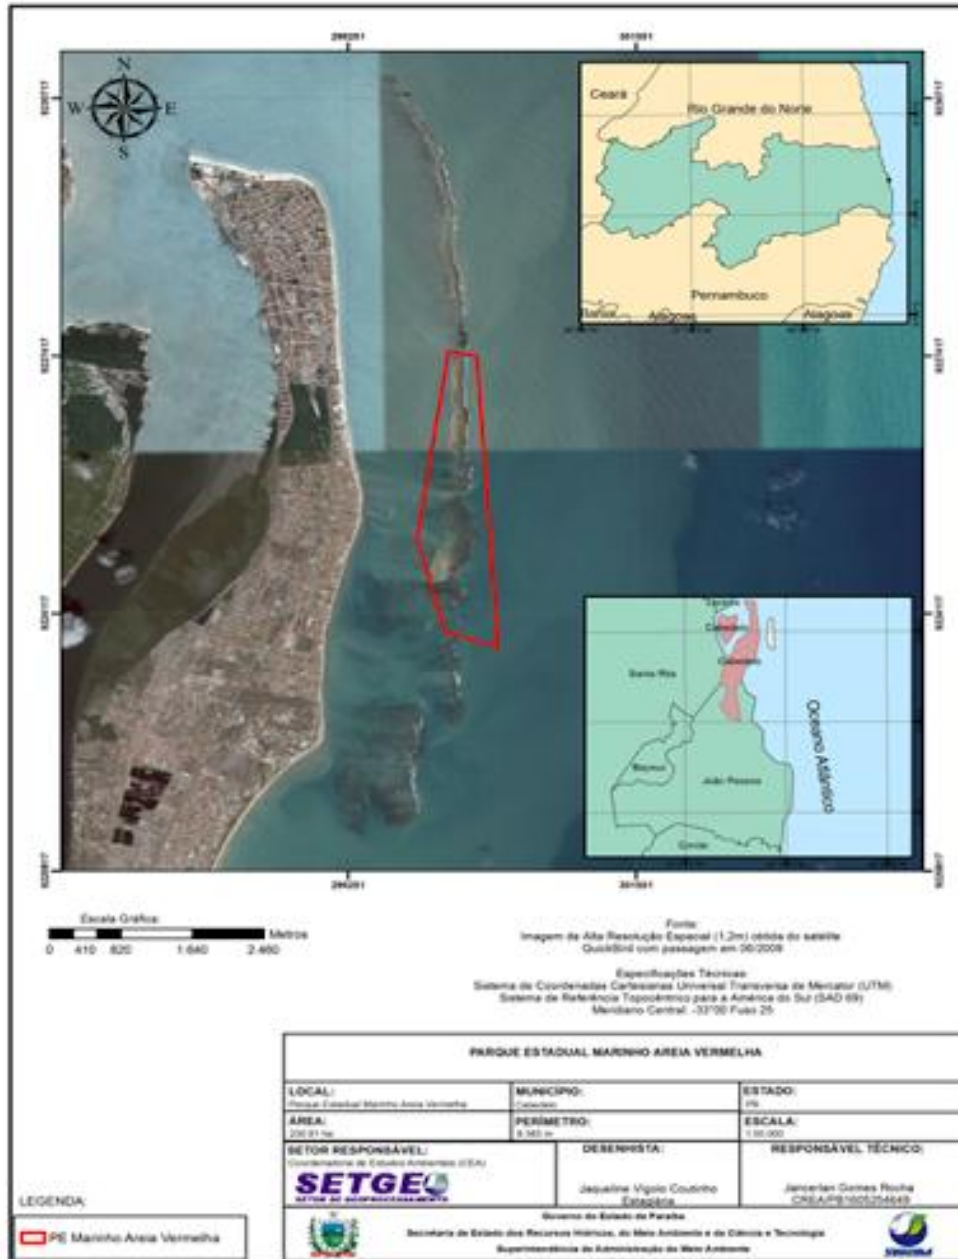 N
W E
S
Ceará
Rio Grande do Norte
Pernambuco
Alagoas
Santa Rita
Cabedelo
João Pessoa
Oceano Atlântico
Escala Gráfica:
0 410 820 1.640 2.460 Metros
Fonte:
Imagem de Alta Resolução Espacial (1,2m) obtida do satélite
QuickBird com passagem em 06/2009
Especificações Técnicas:
Sistema de Coordenadas Cartesianas Universal Transversa de Mercator (UTM)
Sistema de Referência Topocêntrico para a América do Sul (SAD 69)
Meridiano Central: -33°00 Fuso 25
PARQUE ESTADUAL MARINHO AREIA VERMELHA
LOCAL:
Parque Estadual Marinho Areia Vermelha
MUNICÍPIO:
Cabedelo
ESTADO:
PB
ÁREA:
PERÍMETRO:
ESCALA:
SETOR RESPONSÁVEL:
Coordenadoria de Estudos Ambientais (CEA)
SETGEO
SETOR DE GEOPROCESSAMENTO
DESENHISTA:
Jaqueline Vigolo Coutinho
Estagiária
RESPONSÁVEL TÉCNICO:
Jancerlan Gomes Rocha
LEGENDA:
PE Marinho Areia Vermelha
Governo do Estado da Paraíba
Secretaria de Estado dos Recursos Hídricos, do Meio Ambiente e da Ciência e Tecnologia
Superintendência de Administração do Meio Ambiente
SUDEMA